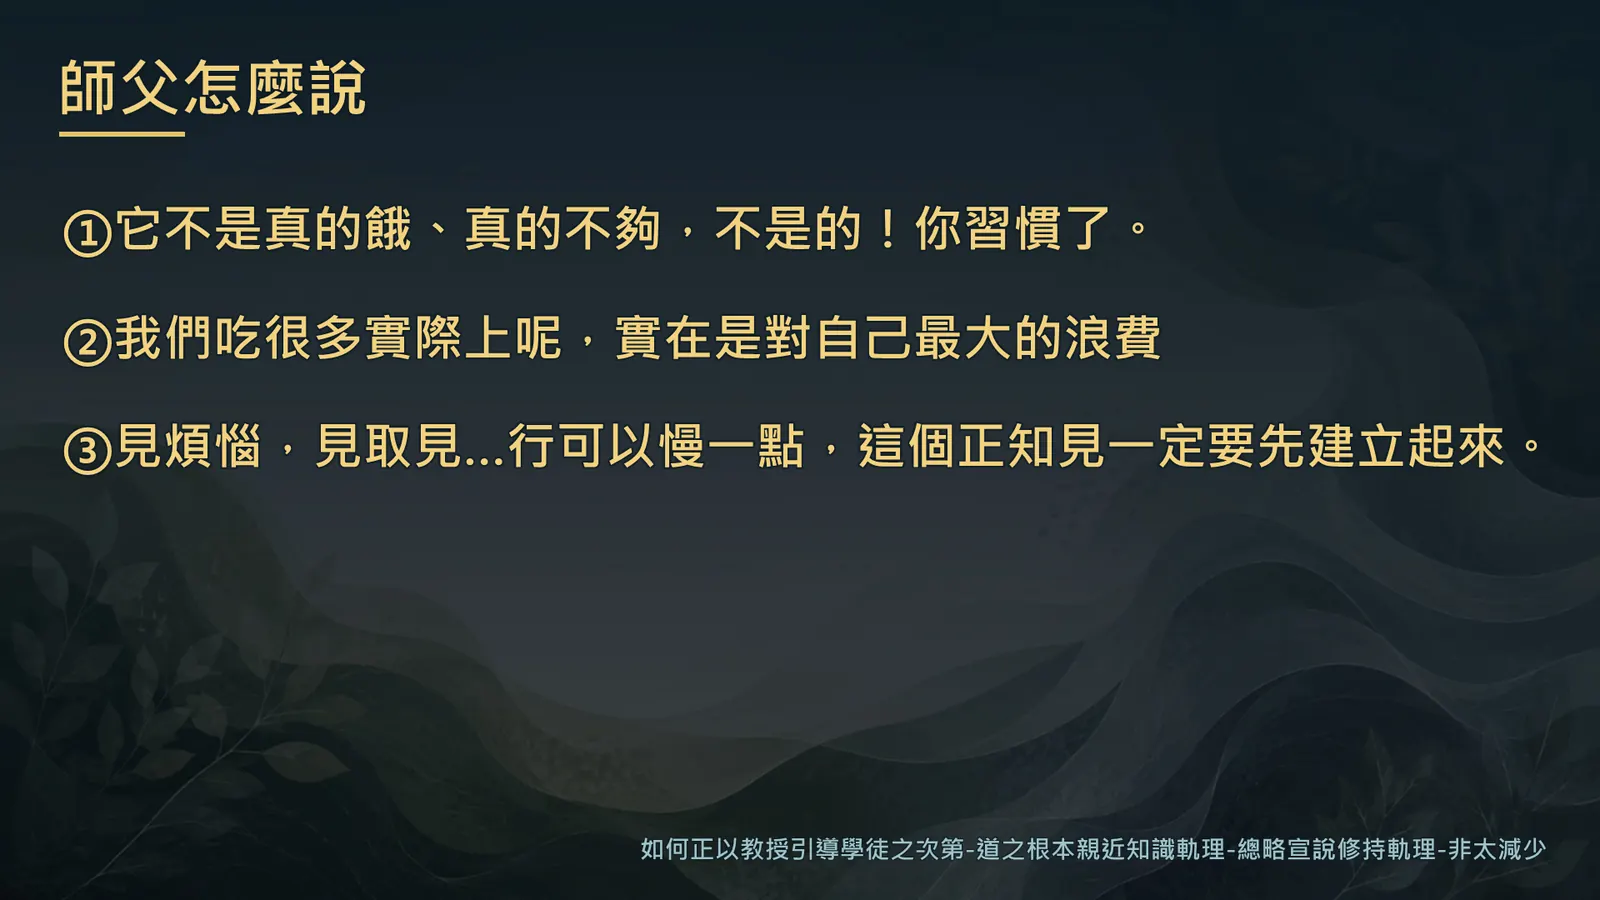 師父怎麼說
①它不是真的餓、真的不夠，不是的！你習慣了。
②我們吃很多實際上呢，實在是對自己最大的浪費
③見煩惱，見取見...行可以慢一點，這個正知見一定要先建立起來。
如何正以教授引導學徒之次第-道之根本親近知識軌理-總略宣說修持軌理-非太減少